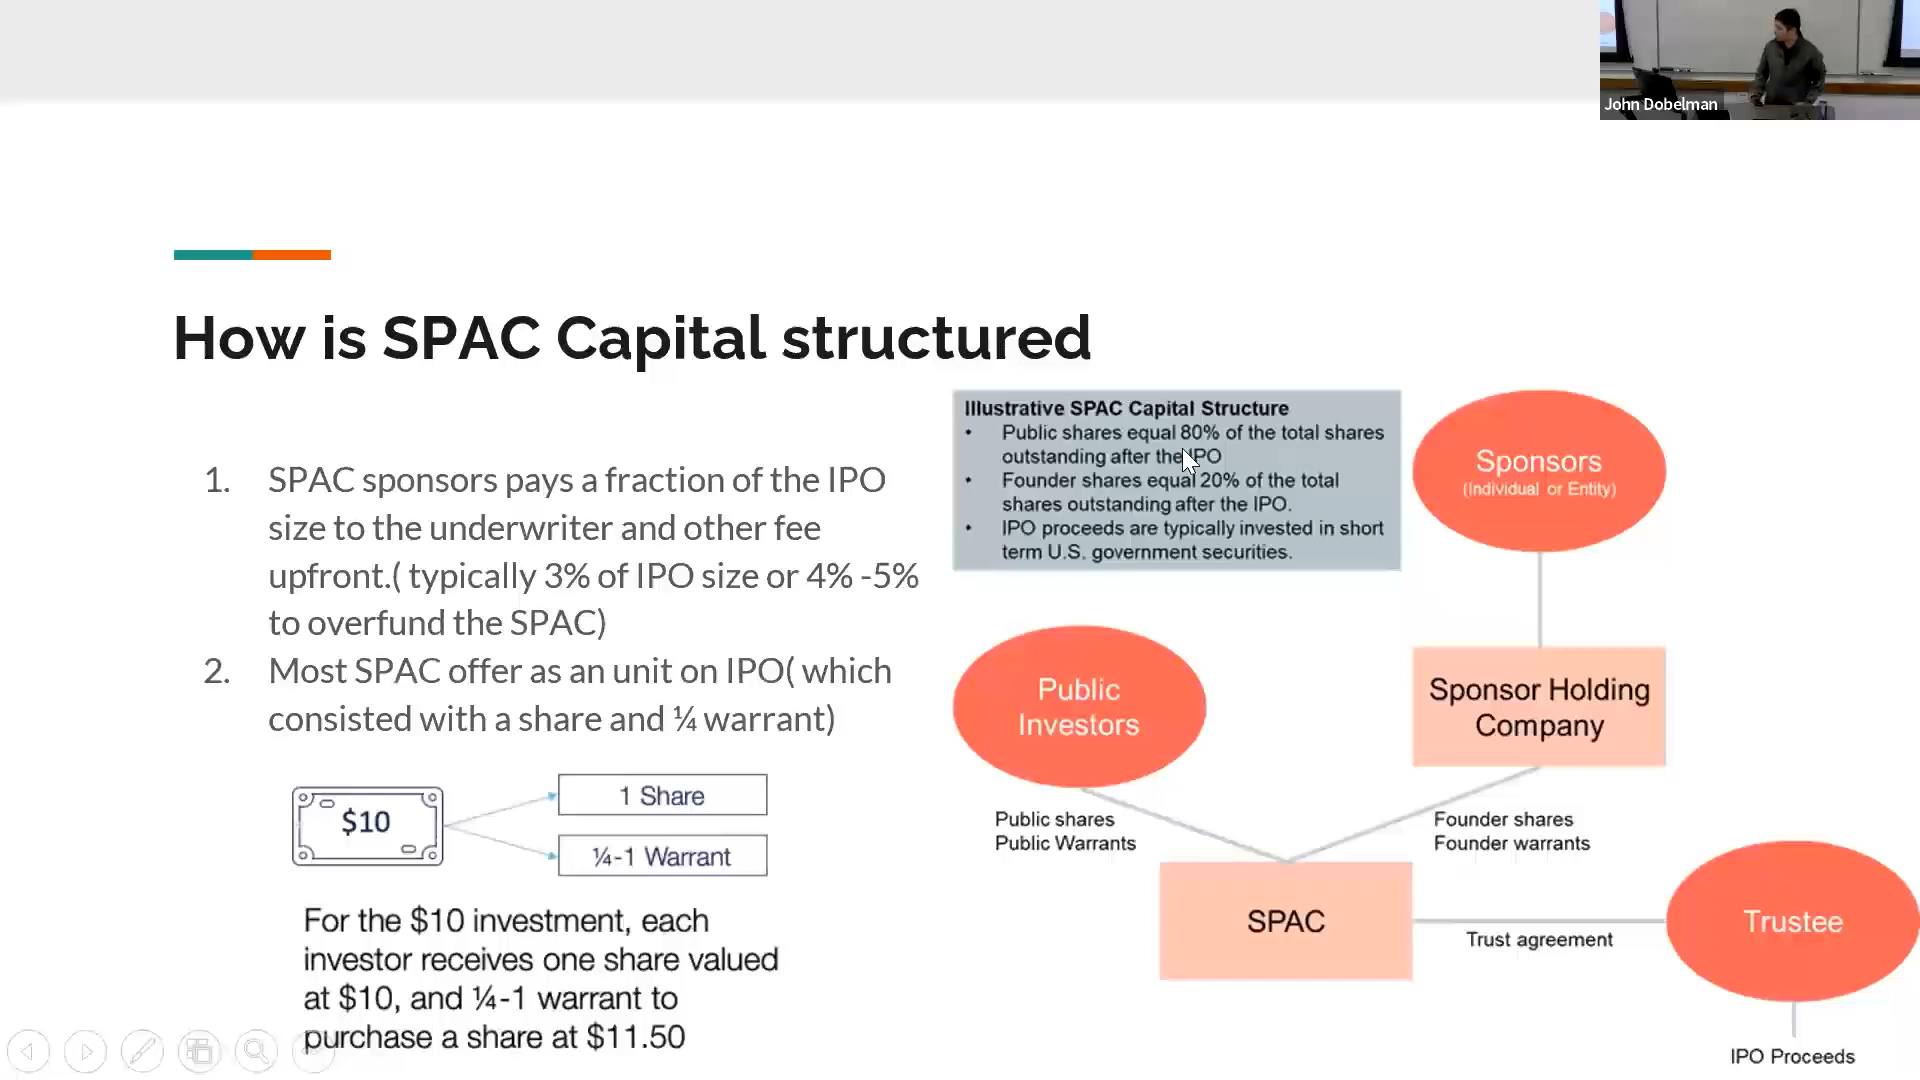 John Dobelman
How is SPAC Capital structured
1. SPAC sponsors pays a fraction of the IPO
size to the underwriter and other fee
upfront.( typically 3% of IPO size or 4% -5%
to overfund the SPAC)
2. Most SPAC offer as an unit on IPO( which
consisted with a share and ¼ warrant)
$10
1 Share
¼-1 Warrant
For the $10 investment, each
investor receives one share valued
at $10, and ¼-1 warrant to
purchase a share at $11.50
Illustrative SPAC Capital Structure
• Public shares equal 80% of the total shares
outstanding after the IPO
• Founder shares equal 20% of the total
shares outstanding after the IPO.
• IPO proceeds are typically invested in short
term U.S. government securities.
Sponsors
(Individual or Entity)
Public
Investors
Sponsor Holding
Company
Public shares
Public Warrants
Founder shares
Founder warrants
SPAC
Trust agreement
Trustee
IPO Proceeds